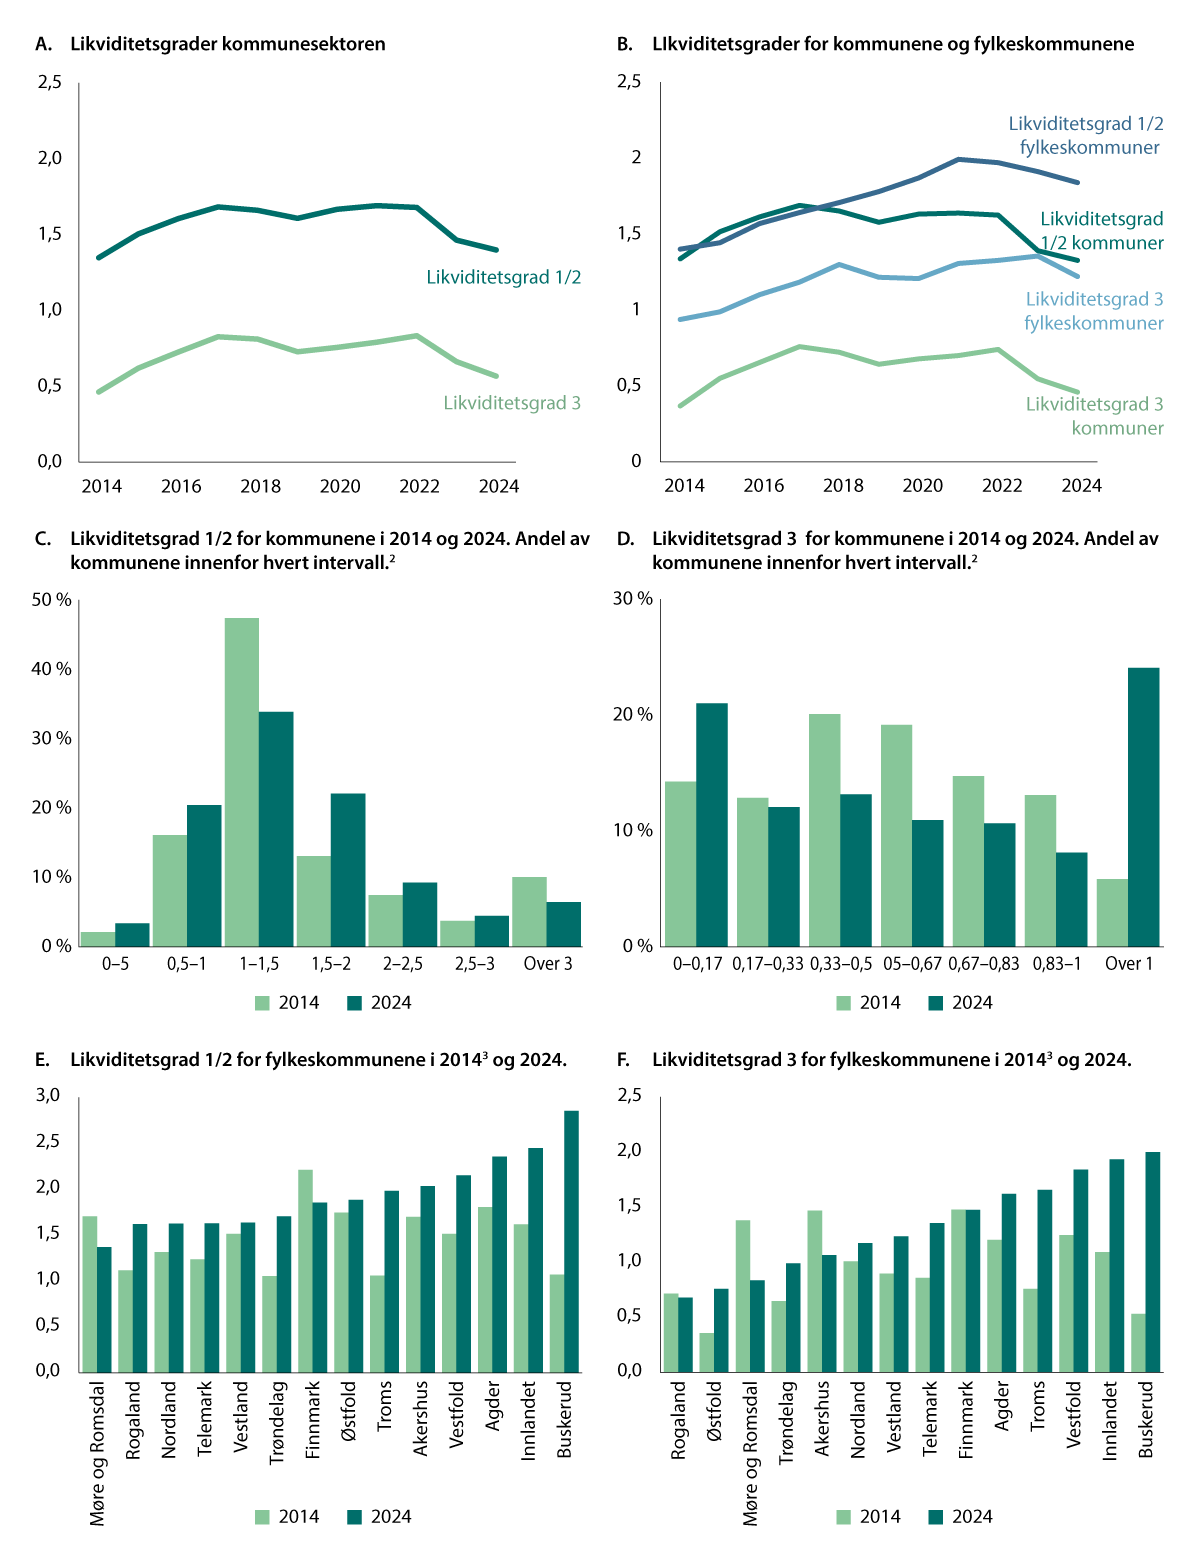 A. Likviditetsgrader kommunesektoren
2,5
2,0
1,5
1,0
0,5
0,0
Likviditetsgrad 1/2
Likviditetsgrad 3
2014 2016 2018 2020 2022 2024
B. LIkviditetsgrader for kommunene og fylkeskommunene
2,5
2
1,5
1
0,5
0
Likviditetsgrad 1/2
fylkeskommuner
Likviditetsgrad
1/2 kommuner
Likviditetsgrad 3
fylkeskommuner
Likviditetsgrad 3
kommuner
2014 2016 2018 2020 2022 2024
C. Likviditetsgrad 1/2 for kommunene i 2014 og 2024. Andel av
kommunene innenfor hvert intervall.²
50 %
40 %
30 %
20 %
10 %
0 %
0–5 0,5–1 1–1,5 1,5–2 2–2,5 2,5–3 Over 3
2014 2024
D. Likviditetsgrad 3 for kommunene i 2014 og 2024. Andel av
kommunene innenfor hvert intervall.²
30 %
20 %
10 %
0 %
0–0,17 0,17–0,33 0,33–0,5 05–0,67 0,67–0,83 0,83–1 Over 1
2014 2024
E. Likviditetsgrad 1/2 for fylkeskommunene i 2014³ og 2024.
3,0
2,5
2,0
1,5
1,0
0,5
0,0
Møre og Romsdal
Rogaland
Nordland
Telemark
Vestland
Trøndelag
Finnmark
Østfold
Troms
Akershus
Vestfold
Agder
Innlandet
Buskerud
2014 2024
F. Likviditetsgrad 3 for fylkeskommunene i 2014³ og 2024.
2,5
2,0
1,5
1,0
0,5
0,0
Rogaland
Østfold
Møre og Romsdal
Trøndelag
Akershus
Nordland
Vestland
Telemark
Finnmark
Agder
Troms
Vestfold
Innlandet
Buskerud
2014 2024